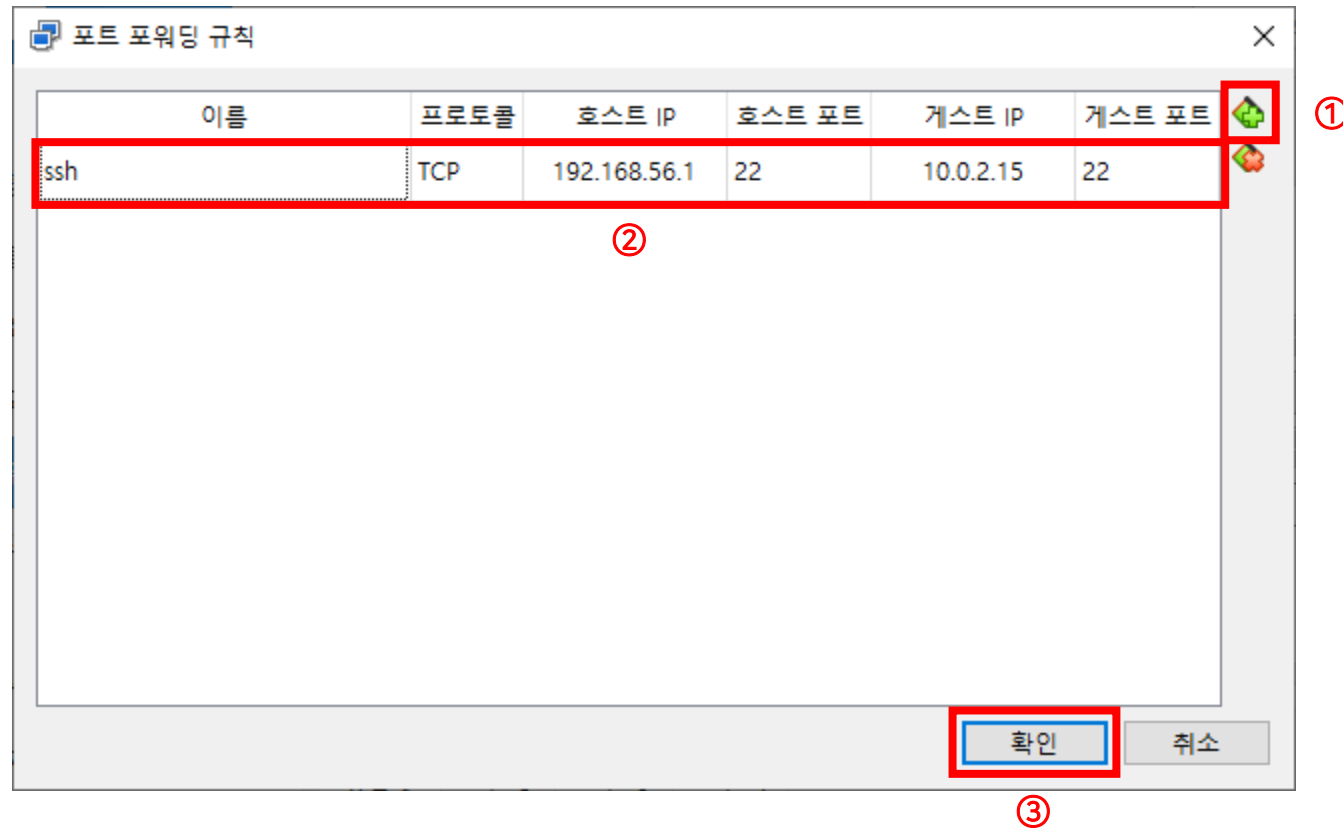 포트 포워딩 규칙
이름 프로토콜 호스트 IP 호스트 포트 게스트 IP 게스트 포트 ①
ssh TCP 192.168.56.1 22 10.0.2.15 22
②
확인 취소
③